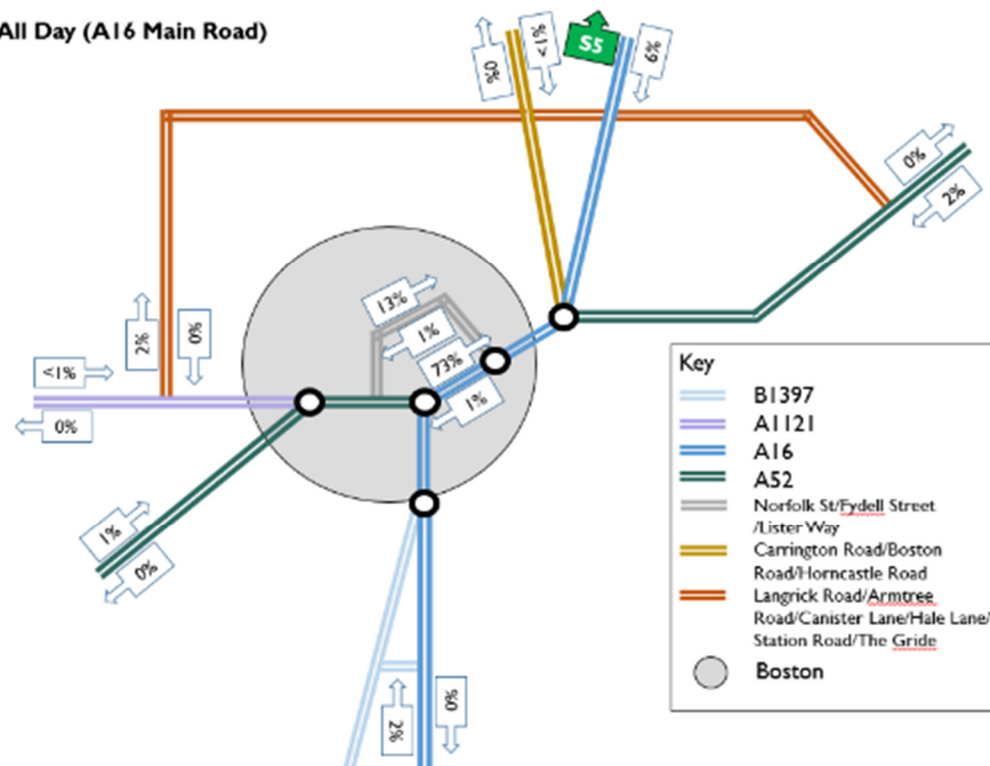 All Day (A16 Main Road)
0%
<1%
S5
6%
0%
2%
13%
1%
73%
1%
2%
0%
<1%
0%
1%
0%
2%
0%
Key
B1397
A1121
A16
A52
Norfolk St/Fydell Street
/Lister Way
Carrington Road/Boston
Road/Horncastle Road
Langrick Road/Armtree
Road/Canister Lane/Hale Lane/
Station Road/The Gride
Boston